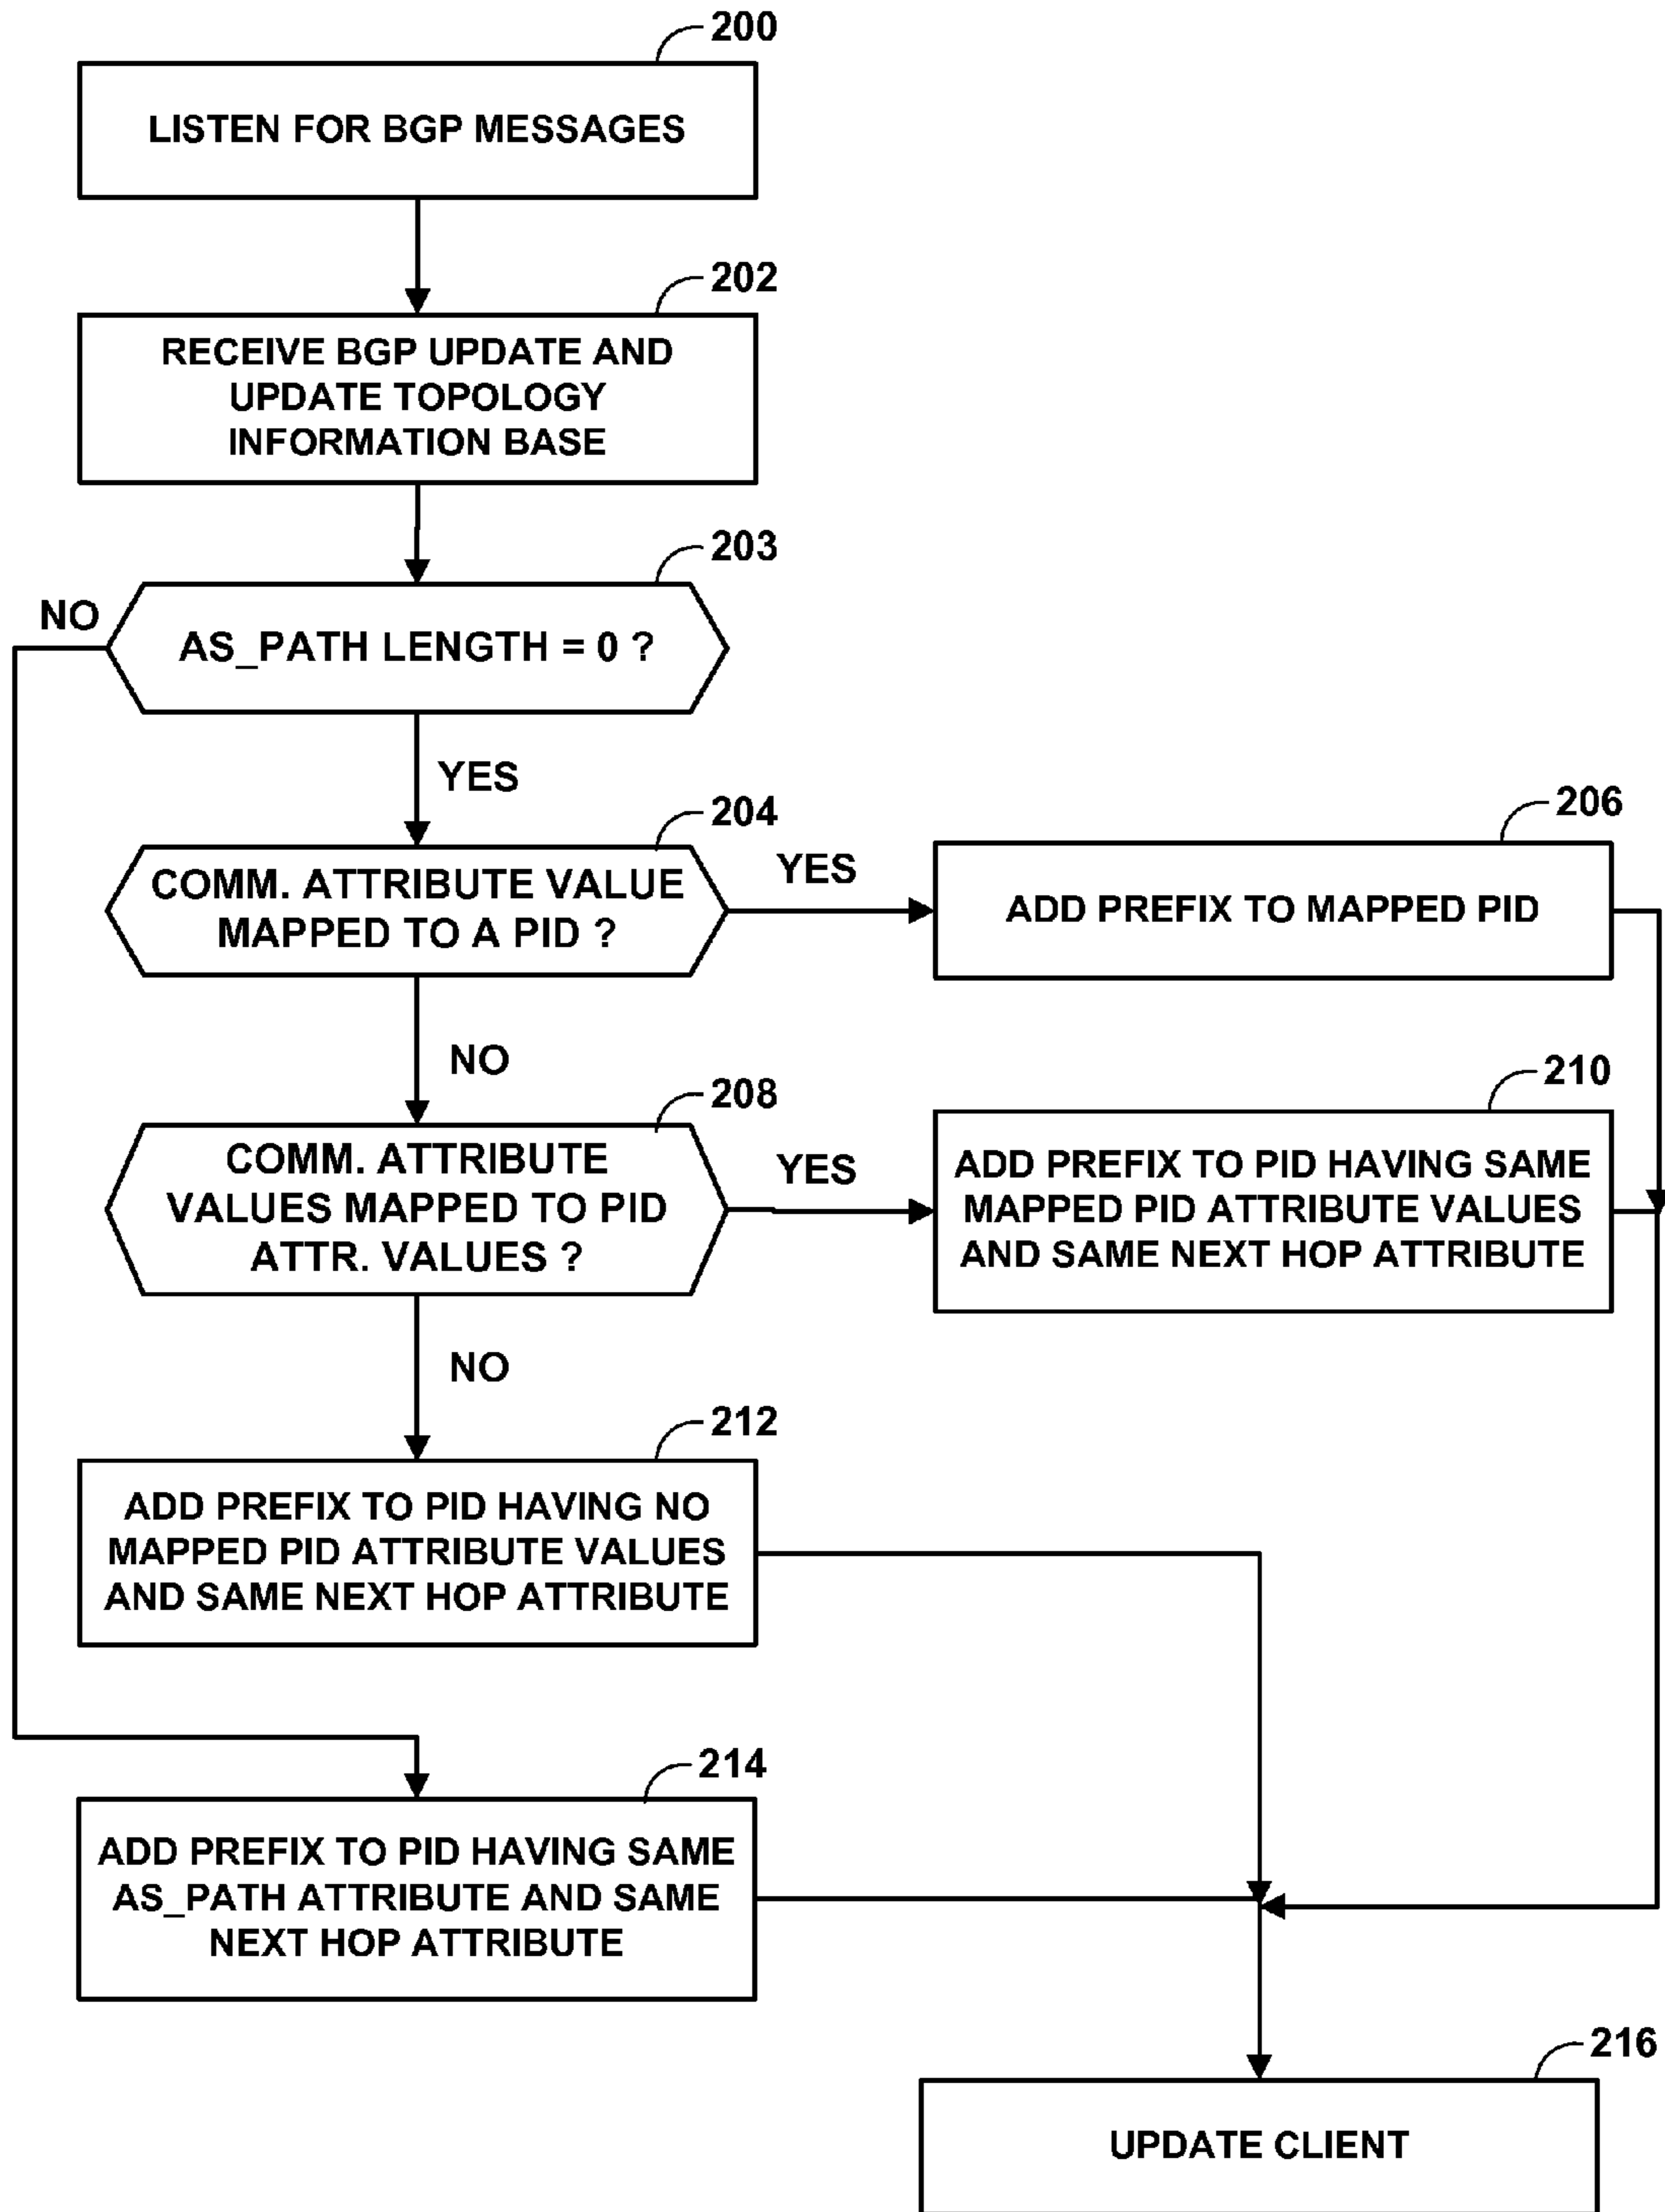 200
LISTEN FOR BGP MESSAGES
202
RECEIVE BGP UPDATE AND
UPDATE TOPOLOGY
INFORMATION BASE
203
NO
AS_PATH LENGTH = 0 ?
YES
204
COMM. ATTRIBUTE VALUE
MAPPED TO A PID ?
YES
206
ADD PREFIX TO MAPPED PID
NO
208
COMM. ATTRIBUTE
VALUES MAPPED TO PID
ATTR. VALUES ?
YES
210
ADD PREFIX TO PID HAVING SAME
MAPPED PID ATTRIBUTE VALUES
AND SAME NEXT HOP ATTRIBUTE
NO
212
ADD PREFIX TO PID HAVING NO
MAPPED PID ATTRIBUTE VALUES
AND SAME NEXT HOP ATTRIBUTE
214
ADD PREFIX TO PID HAVING SAME
AS_PATH ATTRIBUTE AND SAME
NEXT HOP ATTRIBUTE
216
UPDATE CLIENT